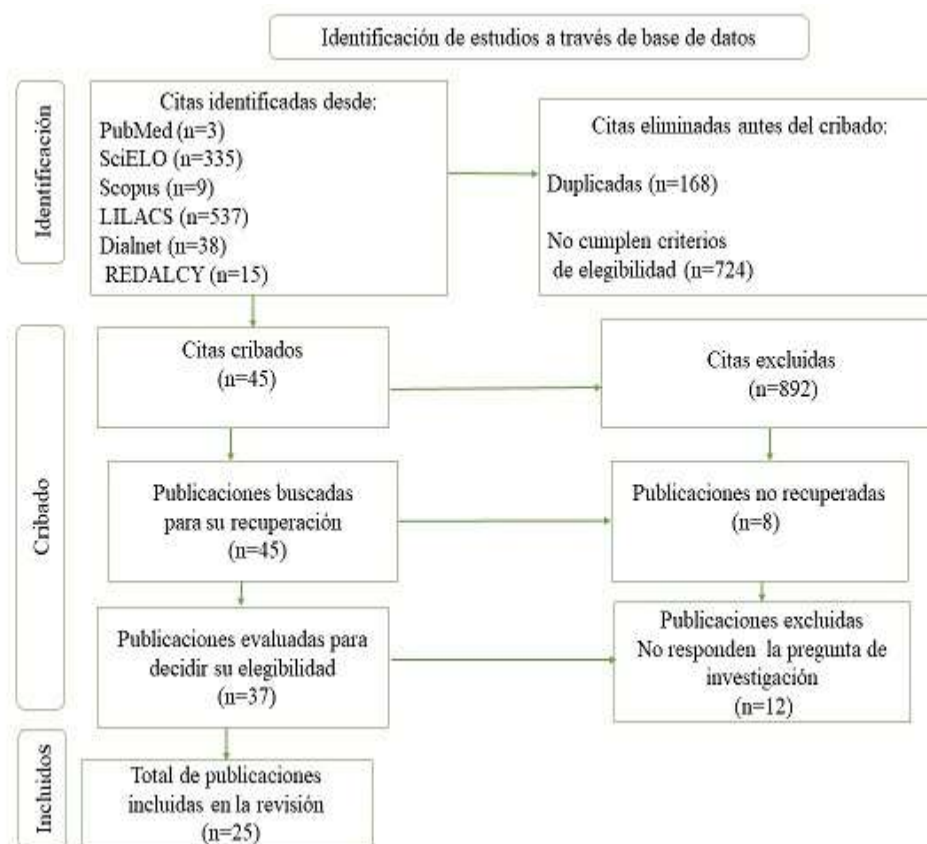 Identificación de estudios a través de base de datos
Identificación
Citas identificadas desde:
PubMed (n=3)
SciELO (n=335)
Scopus (n=9)
LILACS (n=537)
Dialnet (n=38)
REDALCY (n=15)
Citas eliminadas antes del cribado:
Duplicadas (n=168)
No cumplen criterios
de elegibilidad (n=724)
Cribado
Citas cribados
(n=45)
Citas excluidas
(n=892)
Publicaciones buscadas
para su recuperación
(n=45)
Publicaciones no recuperadas
(n=8)
Publicaciones evaluadas para
decidir su elegibilidad
(n=37)
Publicaciones excluidas
No responden la pregunta de
investigación
(n=12)
Incluidos
Total de publicaciones
incluidas en la revisión
(n=25)